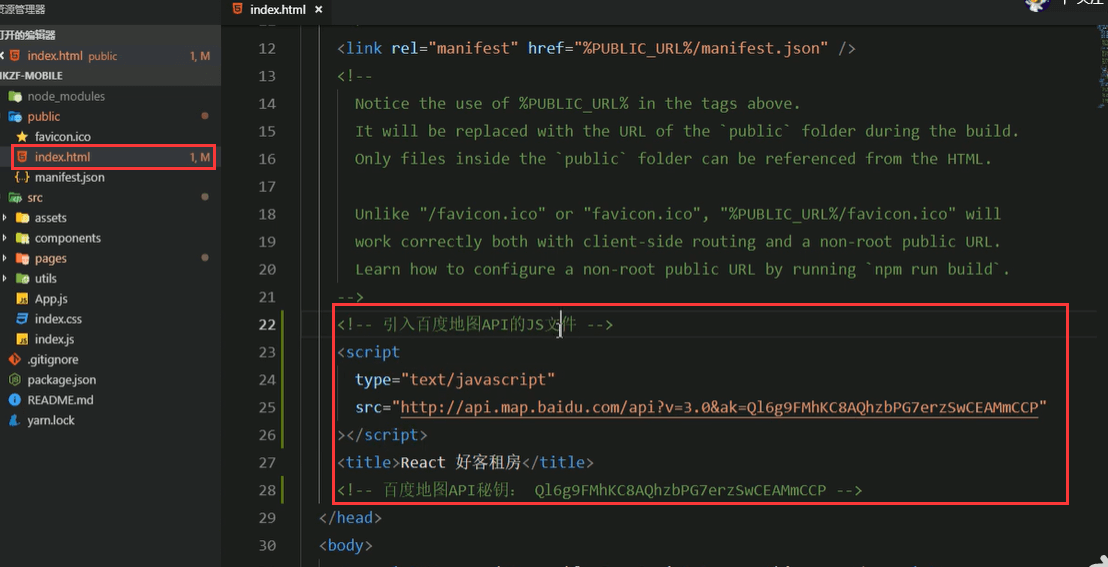 资源管理器
打开的编辑器
index.html public 1, M
HKZF-MOBILE
node_modules
public
favicon.ico
index.html 1, M
manifest.json
src
assets
components
pages
utils
App.js
index.css
index.js
.gitignore
package.json
README.md
yarn.lock
index.html ×
12 <link rel="manifest" href="%PUBLIC_URL%/manifest.json" />
13 <!--
14 Notice the use of %PUBLIC_URL% in the tags above.
15 It will be replaced with the URL of the `public` folder during the build.
16 Only files inside the `public` folder can be referenced from the HTML.
17
18 Unlike "/favicon.ico" or "favicon.ico", "%PUBLIC_URL%/favicon.ico" will
19 work correctly both with client-side routing and a non-root public URL.
20 Learn how to configure a non-root public URL by running `npm run build`.
21 -->
22 <!-- 引入百度地图API的JS文件 -->
23 <script
24 type="text/javascript"
25 src="http://api.map.baidu.com/api?v=3.0&ak=Ql6g9FMhKC8AQhzbPG7erzSwCEAMmCCP"
26 ></script>
27 <title>React 好客租房</title>
28 <!-- 百度地图API秘钥： Ql6g9FMhKC8AQhzbPG7erzSwCEAMmCCP -->
29 </head>
30 <body>